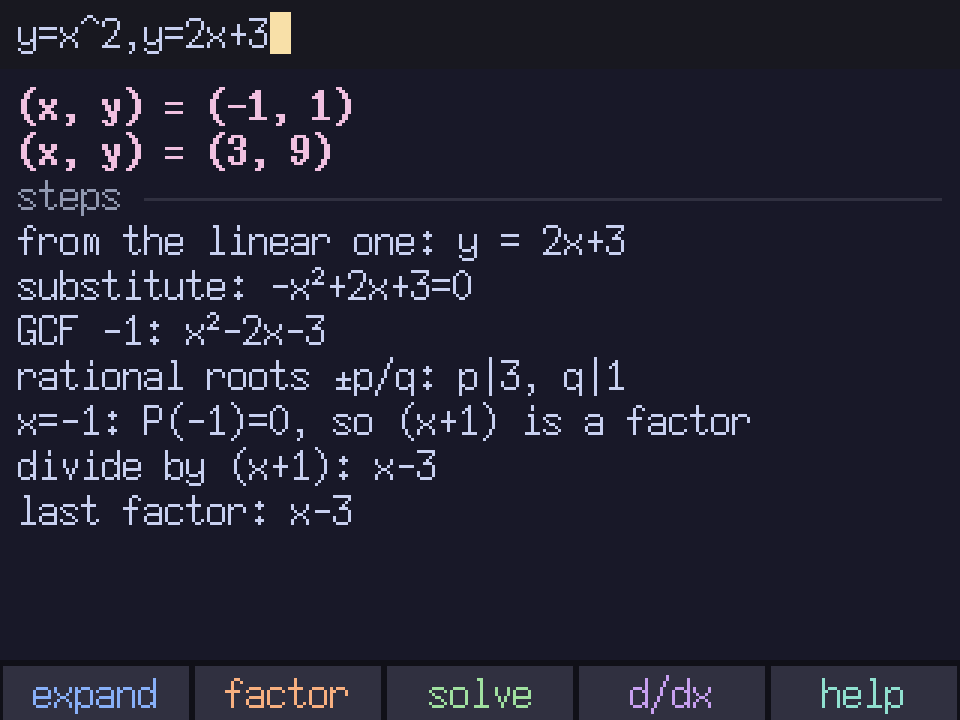 y=x^2,y=2x+3
(x, y) = (-1, 1)
(x, y) = (3, 9)
steps
from the linear one: y = 2x+3
substitute: -x²+2x+3=0
GCF -1: x²-2x-3
rational roots ±p/q: p|3, q|1
x=-1: P(-1)=0, so (x+1) is a factor
divide by (x+1): x-3
last factor: x-3
expand factor solve d/dx help